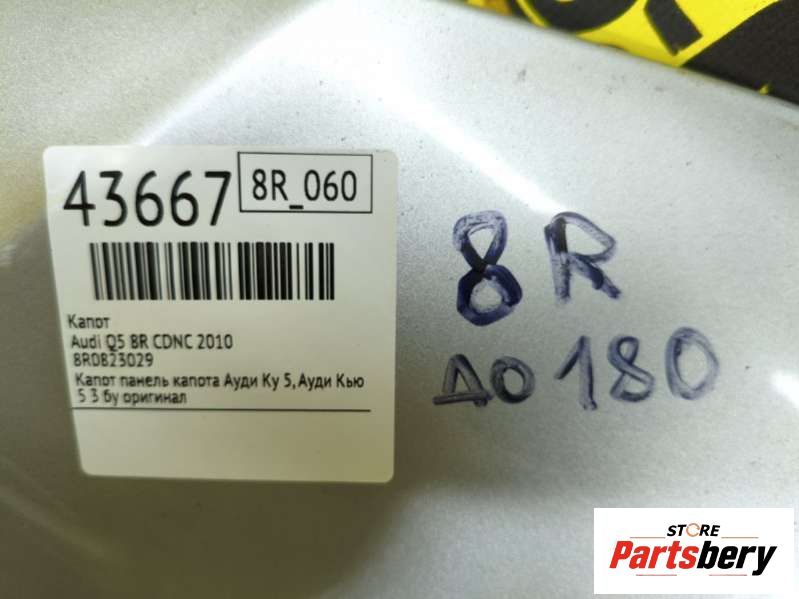 43667
8R_060
Капот
Audi Q5 8R CDNC 2010
8R0823029
Капот панель капота Ауди Ку 5, Ауди Кью
5 3 бу оригинал
8R
ДО 180
STORE
Partsbery